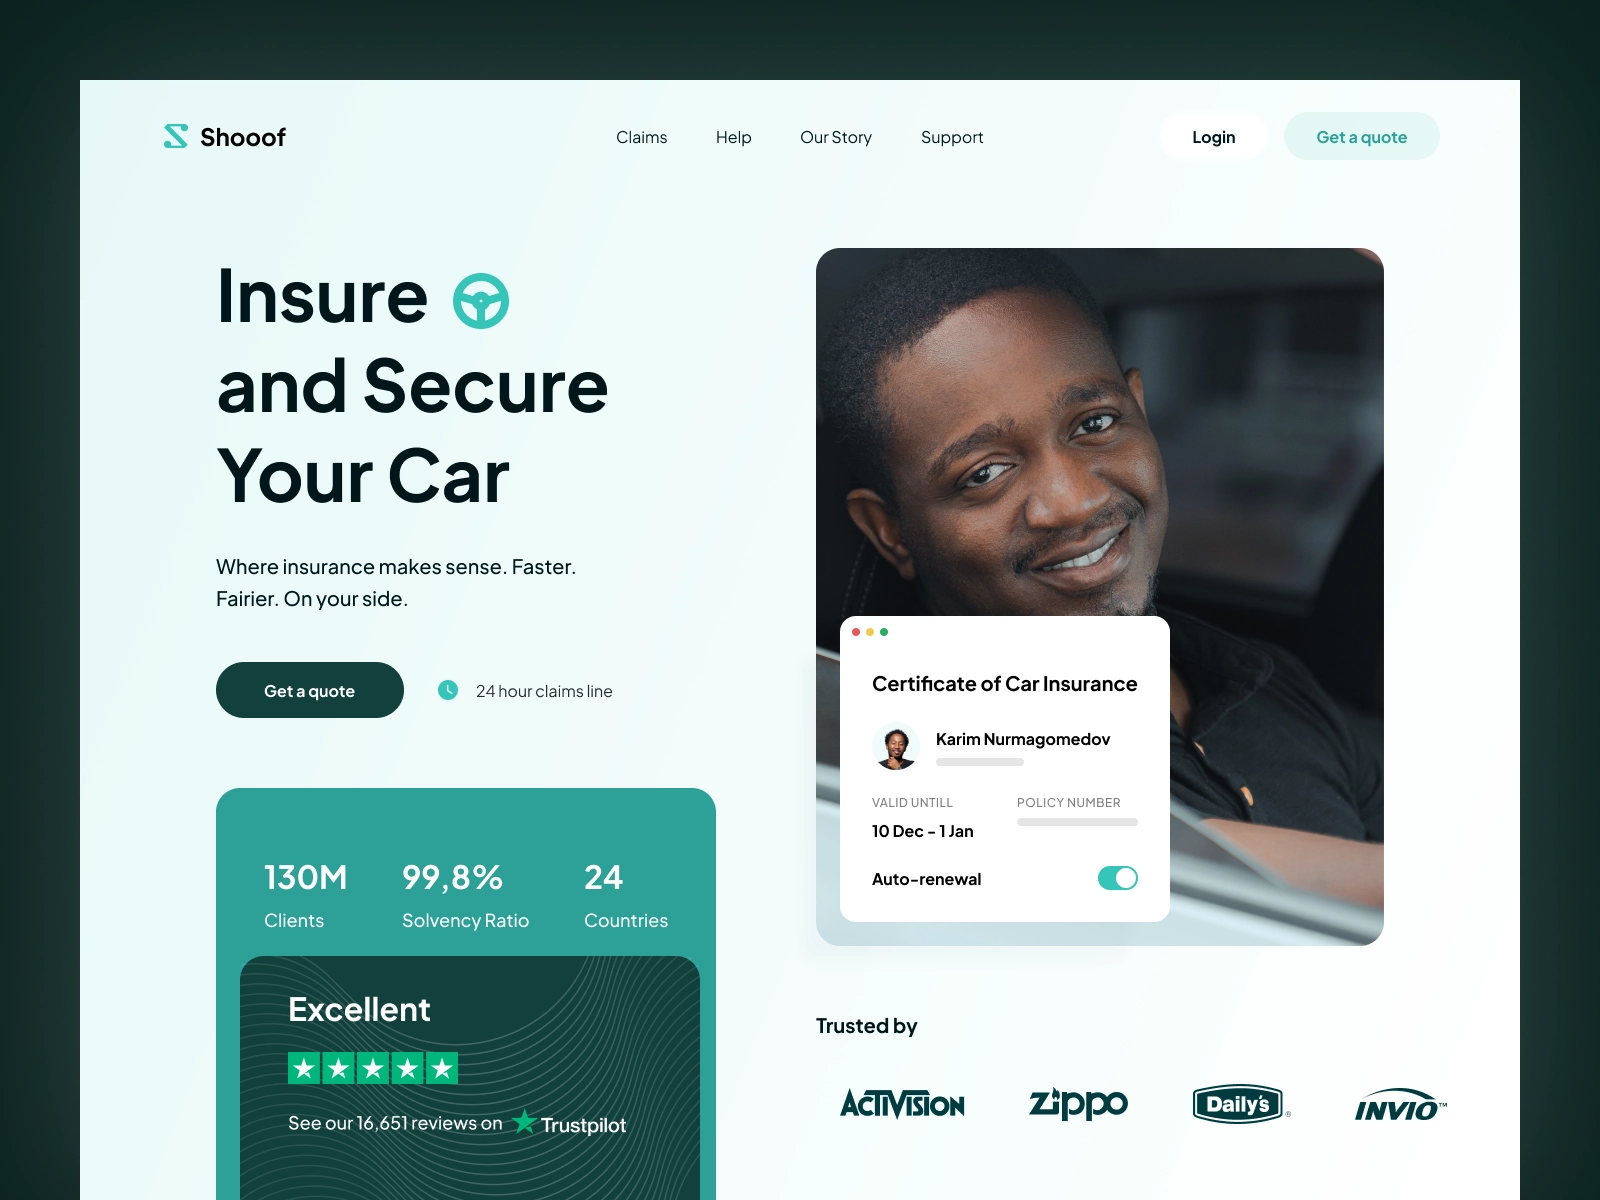 Shooof
Claims Help Our Story Support
Login
Get a quote
Insure
and Secure
Your Car
Where insurance makes sense. Faster.
Fairier. On your side.
Get a quote
24 hour claims line
130M
Clients
99,8%
Solvency Ratio
24
Countries
Excellent
See our 16,651 reviews on Trustpilot
Certificate of Car Insurance
Karim Nurmagomedov
VALID UNTILL
10 Dec - 1 Jan
POLICY NUMBER
Auto-renewal
Trusted by
ACTIVISION
zippo
Daily's ®
INVIO™